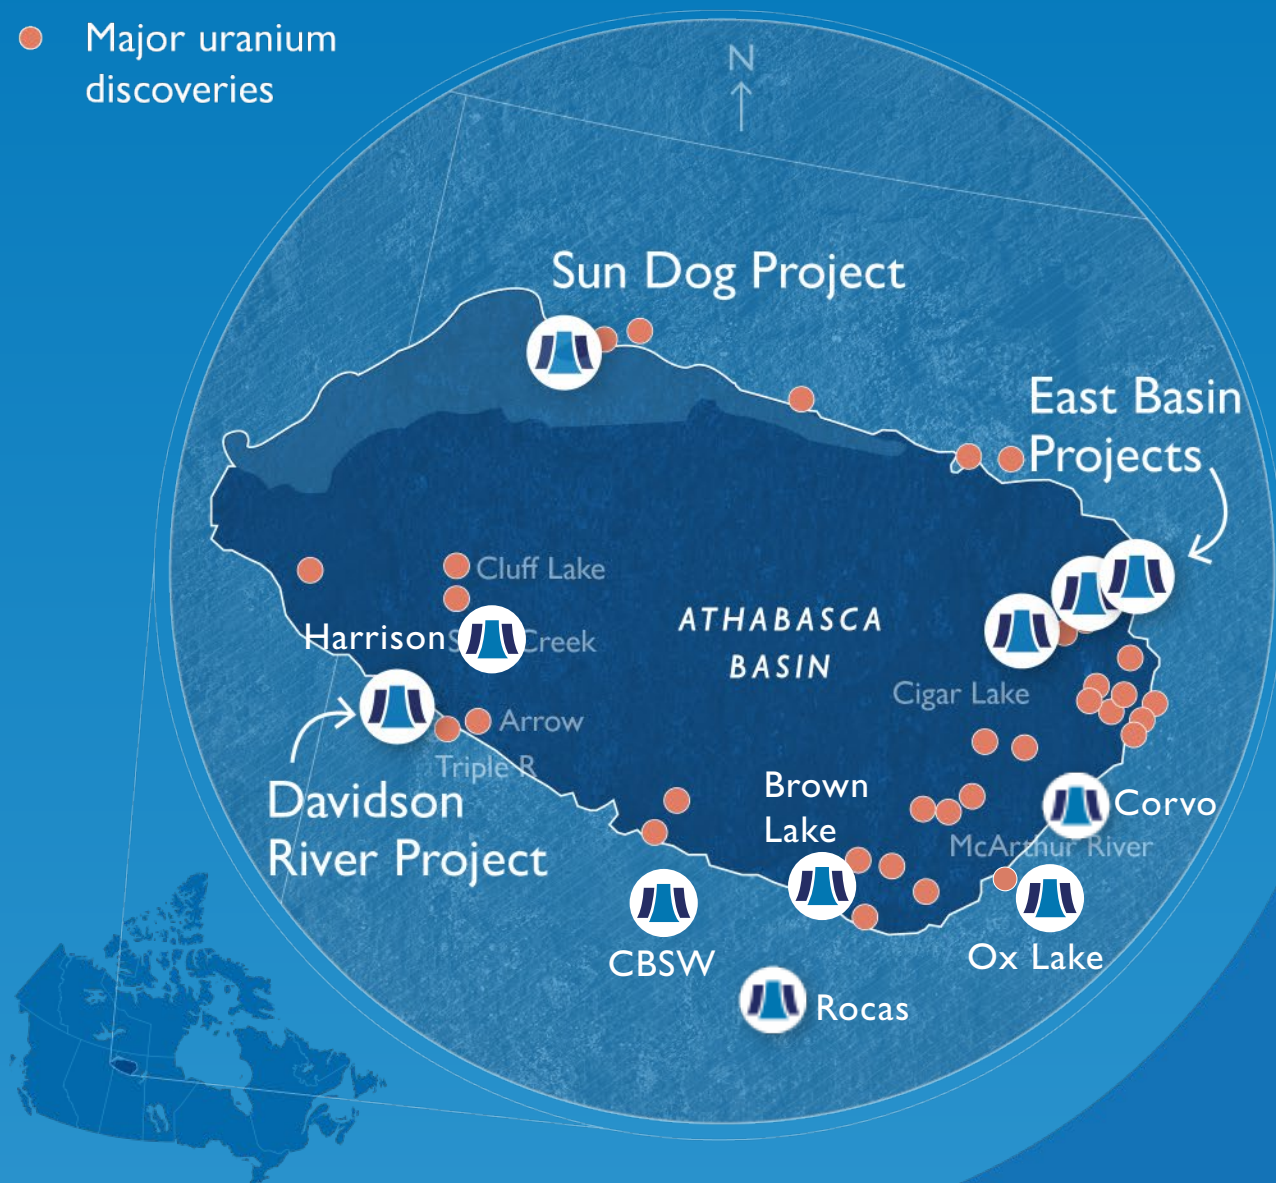 Major uranium
discoveries
N
Sun Dog Project
East Basin
Projects
Cluff Lake
ATHABASCA
BASIN
Harrison
Creek
Cigar Lake
Arrow
Triple R
Davidson
River Project
Brown
Lake
Corvo
McArthur River
CBSW
Ox Lake
Rocas